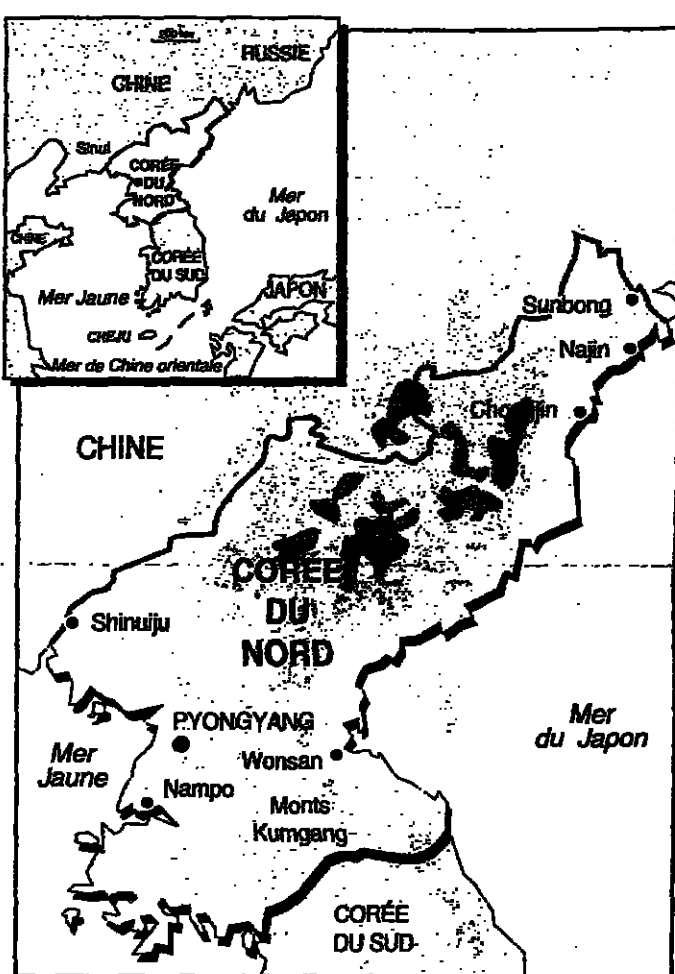 RUSSIE
CHINE
CORÉE
DU
NORD
Mer
du Japon
CHINE
CORÉE
DU SUD
Mer Jaune
JAPON
CHEJU
Mer de Chine orientale
Sunbong
Najin
CHINE
CORÉE
DU
NORD
Shinuiju
PYONGYANG
Mer
du Japon
Mer
Jaune
Wonsan
Nampo
Monts
Kumgang
CORÉE
DU SUD